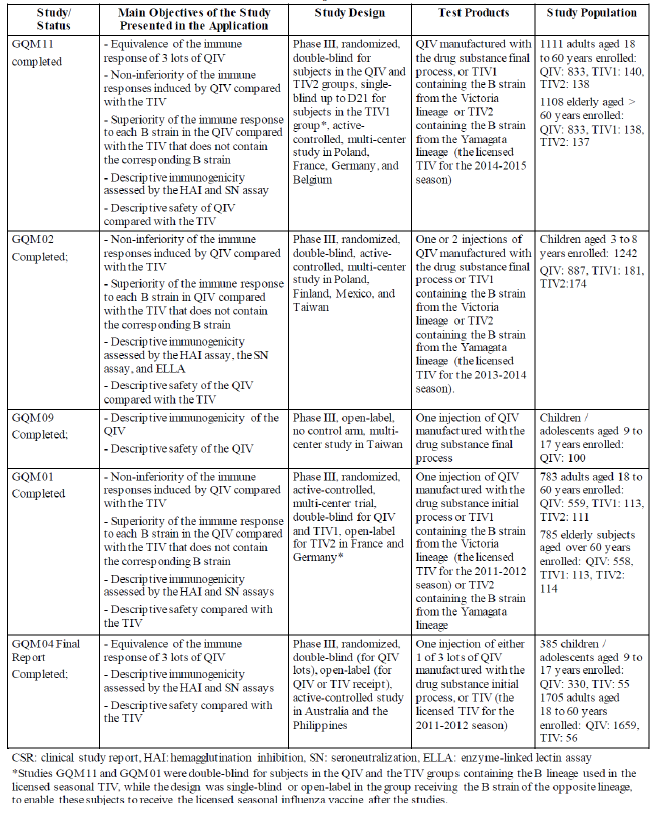 Study/ Status
Main Objectives of the Study Presented in the Application
Study Design
Test Products
Study Population
GQM11
completed
- Equivalence of the immune
response of 3 lots of QIV
- Non-inferiority of the immune
responses induced by QIV compared
with the TIV
- Superiority of the immune response
to each B strain in the QIV compared
with the TIV that does not contain
the corresponding B strain
- Descriptive immunogenicity
assessed by the HAI and SN assay
- Descriptive safety of QIV
compared with the TIV
Phase III, randomized,
double-blind for
subjects in the QIV and
TIV2 groups, single-
blind up to D21 for
subjects in the TIV1
group*, active-
controlled, multi-center
study in Poland,
France, Germany, and
Belgium
QIV manufactured with
the drug substance final
process, or TIV1
containing the B strain
from the Victoria
lineage or TIV2
containing the B strain
from the Yamagata
lineage (the licensed
TIV for the 2014-2015
season)
1111 adults aged 18
to 60 years enrolled:
QIV: 833, TIV1: 140,
TIV2: 138
1108 elderly aged >
60 years enrolled:
QIV: 833, TIV1: 138,
TIV2: 137
GQM02
Completed;
- Non-inferiority of the immune
responses induced by QIV compared
with the TIV
- Superiority of the immune response
to each B strain in QIV compared
with the TIV that does not contain
the corresponding B strain
- Descriptive immunogenicity
assessed by the HAI assay, the SN
assay, and ELLA
- Descriptive safety of the QIV
compared with the TIV
Phase III, randomized,
double-blind, active-
controlled, multi-center
study in Poland,
Finland, Mexico, and
Taiwan
One or 2 injections of
QIV manufactured with
the drug substance final
process or TIV1
containing the B strain
from the Victoria
lineage or TIV2
containing the B strain
from the Yamagata
lineage (the licensed
TIV for the 2013-2014
season).
Children aged 3 to 8
years enrolled: 1242
QIV: 887, TIV1: 181,
TIV2:174
GQM09
Completed;
- Descriptive immunogenicity of the
QIV
- Descriptive safety of the QIV
Phase III, open-label,
no control arm, multi-
center study in Taiwan
One injection of QIV
manufactured with the
drug substance final
process
Children /
adolescents aged 9 to
17 years enrolled:
QIV: 100
GQM01
Completed
- Non-inferiority of the immune
responses induced by QIV compared
with the TIV
- Superiority of the immune response
to each B strain in the QIV compared
with the TIV that does not contain
the corresponding B strain
- Descriptive immunogenicity
assessed by the HAI and SN assays
- Descriptive safety compared with
the TIV
Phase III, randomized,
active-controlled,
multi-center trial,
double-blind for QIV
and TIV1, open-label
for TIV2 in France and
Germany*
One injection of QIV
manufactured with the
drug substance initial
process or TIV1
containing the B strain
from the Victoria
lineage (the licensed
TIV for the 2011-2012
season) or TIV2
containing the B strain
from the Yamagata
lineage
783 adults aged 18 to
60 years enrolled:
QIV: 559, TIV1: 113,
TIV2: 111
785 elderly subjects
aged over 60 years
enrolled: QIV: 558,
TIV1: 113, TIV2:
114
GQM04 Final
Report
Completed;
- Equivalence of the immune
response of 3 lots of QIV
- Descriptive immunogenicity
assessed by the HAI and SN assays
- Descriptive safety compared with
the TIV
Phase III, randomized,
double-blind (for QIV
lots), open-label (for
QIV or TIV receipt),
active-controlled study
in Australia and the
Philippines
One injection of either
1 of 3 lots of QIV
manufactured with the
drug substance initial
process, or TIV (the
licensed TIV for the
2011-2012 season)
385 children /
adolescents aged 9 to
17 years enrolled:
QIV: 330, TIV: 55
1705 adults aged
18 to 60 years
enrolled: QIV: 1659,
TIV: 56
CSR: clinical study report, HAI: hemagglutination inhibition, SN: seroneutralization, ELLA: enzyme-linked lectin assay
*Studies GQM11 and GQM01 were double-blind for subjects in the QIV and the TIV groups containing the B lineage used in the
licensed seasonal TIV, while the design was single-blind or open-label in the group receiving the B strain of the opposite lineage,
to enable these subjects to receive the licensed seasonal influenza vaccine after the studies.